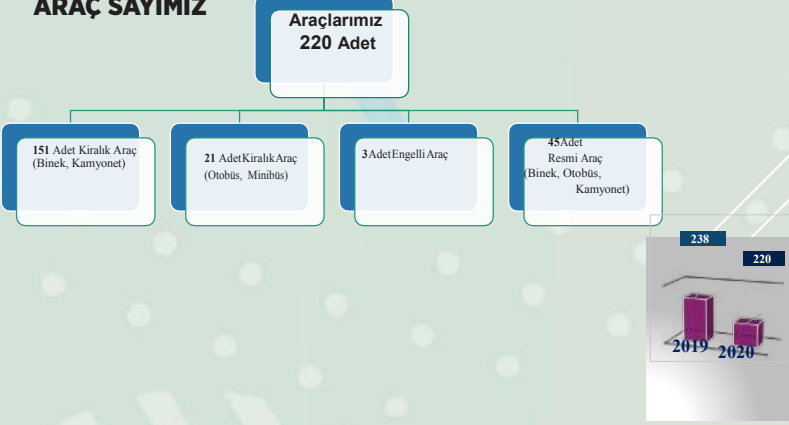 ARAÇ SAYIMIZ
Araçlarımız
220 Adet
151 Adet Kiralık Araç
(Binek, Kamyonet)
21 AdetKiralıkAraç
(Otobüs, Minibüs)
3AdetEngelliAraç
45Adet
Resmi Araç
(Binek, Otobüs,
Kamyonet)
238
220
2019
2020